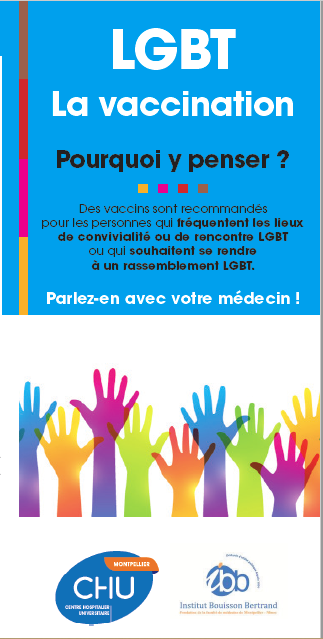 LGBT
La vaccination
Pourquoi y penser ?
Des vaccins sont recommandés
pour les personnes qui fréquentent les lieux
de convivialité ou de rencontre LGBT
ou qui souhaitent se rendre
à un rassemblement LGBT.
Parlez-en avec votre médecin !
MONTPELLIER
CHU
CENTRE HOSPITALIER
UNIVERSITAIRE
ibb
Institut Bouisson Bertrand